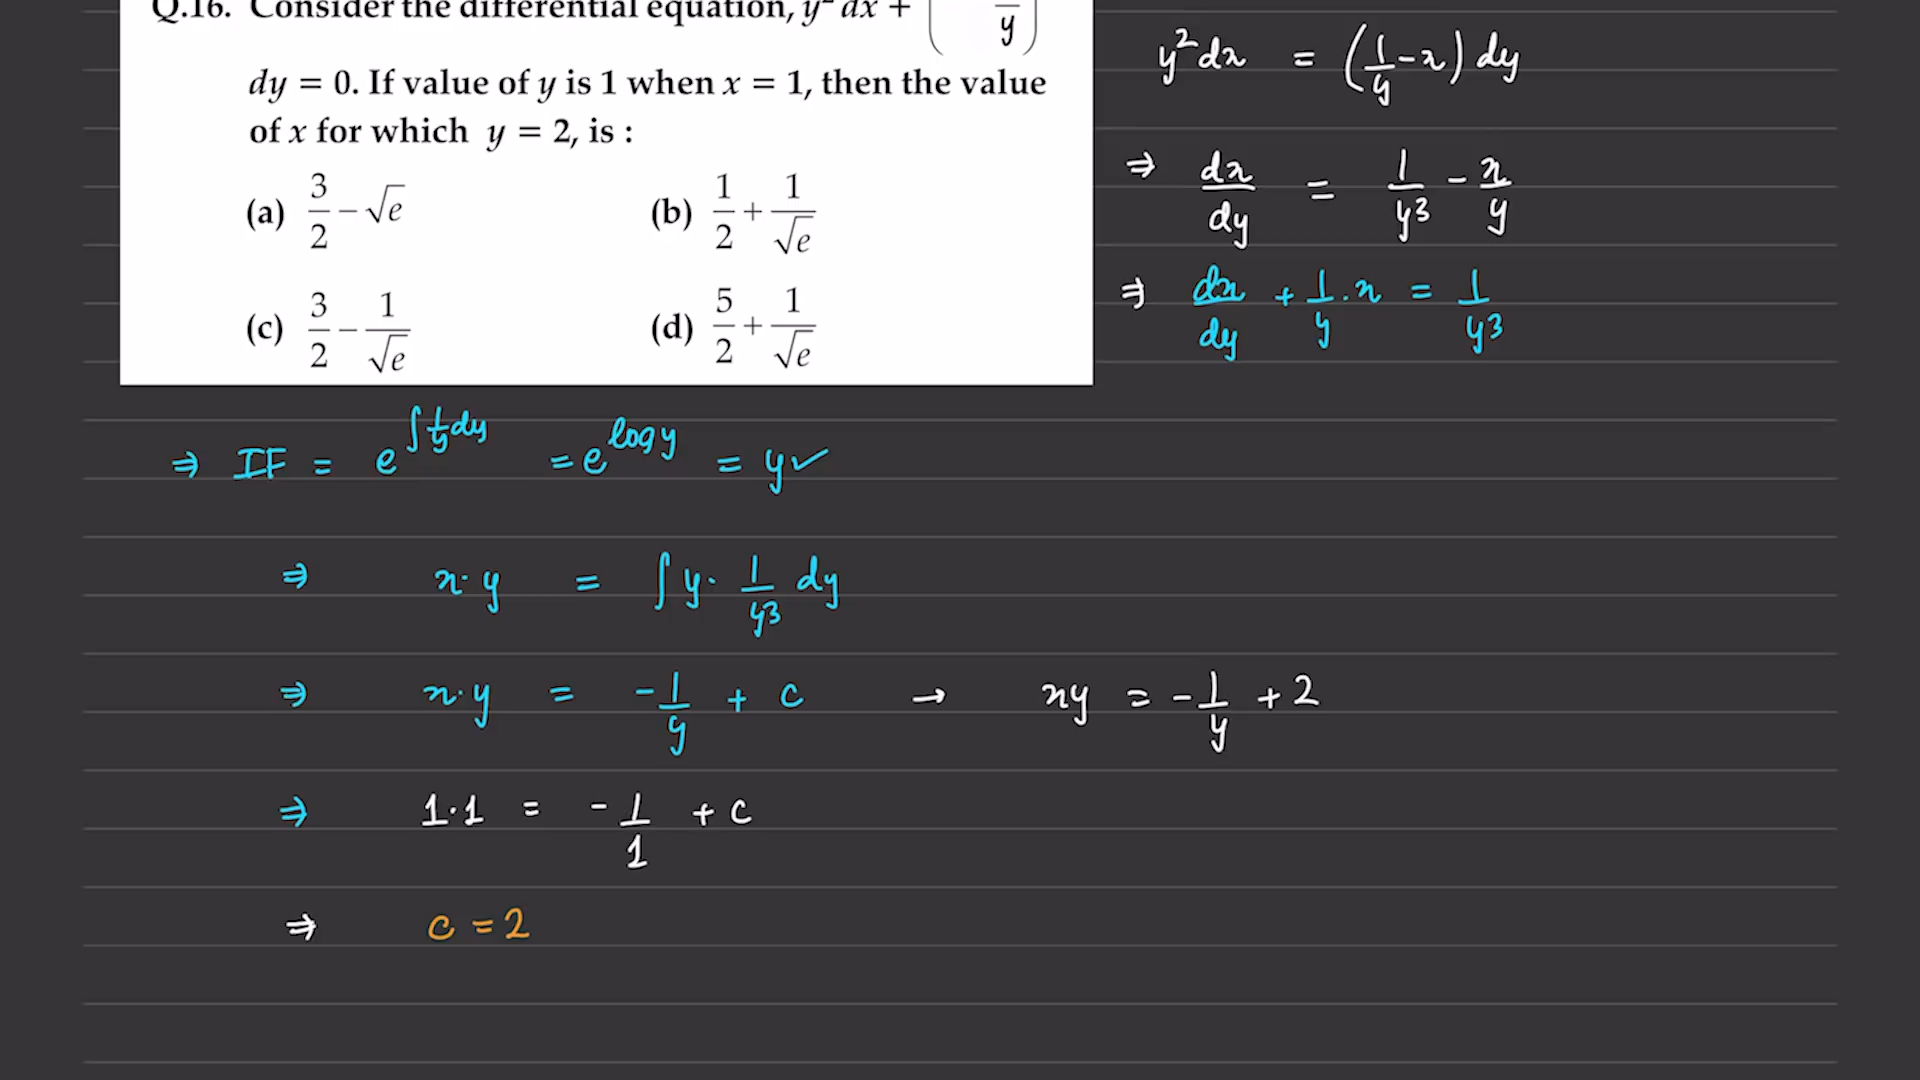 Q.16. Consider the differential equation, y² dx + ( / y )
dy = 0. If value of y is 1 when x = 1, then the value
of x for which y = 2, is :
(a) 3/2 − √e (b) 1/2 + 1/√e
(c) 3/2 − 1/√e (d) 5/2 + 1/√e
y² dx = (1/y − x) dy
⇒ dx/dy = 1/y³ − x/y
⇒ dx/dy + 1/y . x = 1/y³
⇒ IF = e^∫1/y dy = e^log y = y ✓
⇒ x · y = ∫ y · 1/y³ dy
⇒ x · y = −1/y + c → xy = −1/y + 2
⇒ 1 · 1 = −1/1 + c
⇒ c = 2